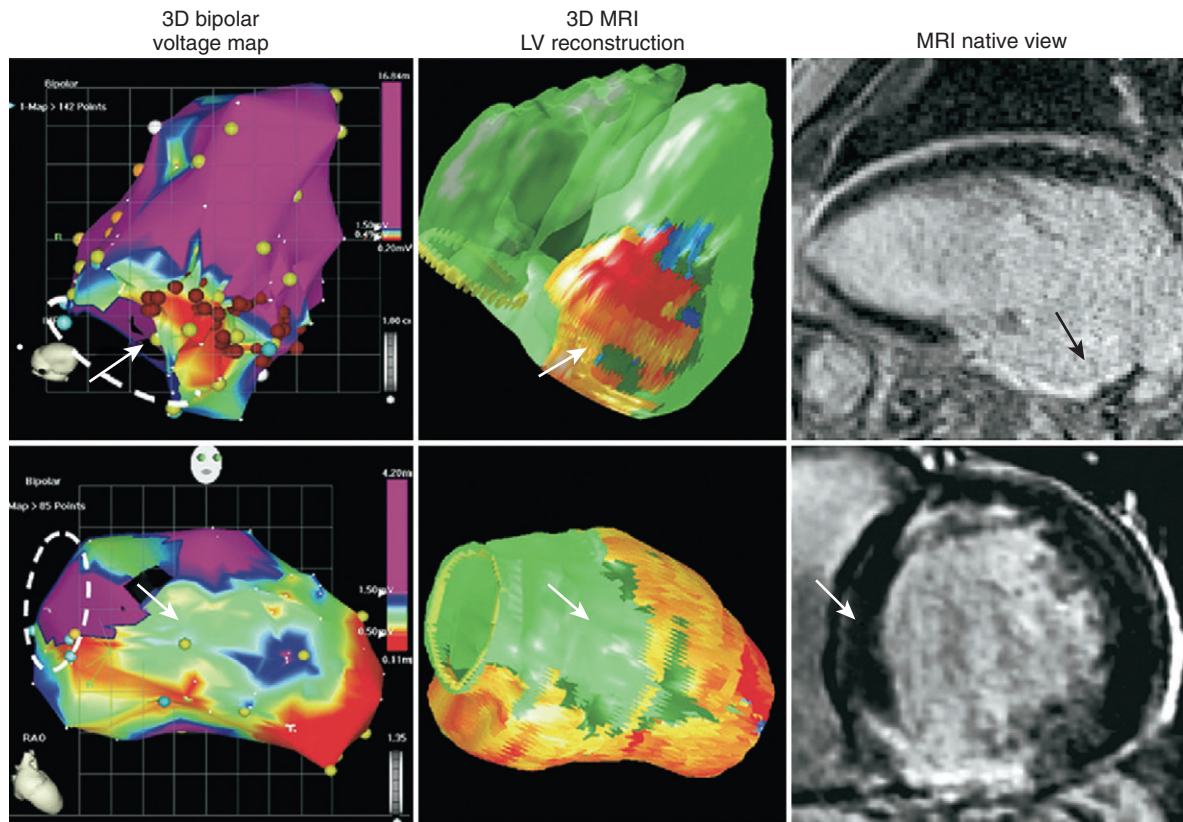 3D bipolar
voltage map
3D MRI
LV reconstruction
MRI native view
Bipolar
1-Map > 142 Points
16.84mV
1.50mV
0.20mV
R
1.00 cm
Bipolar
Map > 85 Points
4.20m
1.50mV
0.50mV
0.11m
RAO
1.35